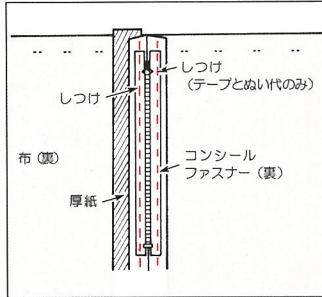 しつけ
(テープとぬい代のみ)
しつけ
布(裏)
コンシール
ファスナー(裏)
厚紙